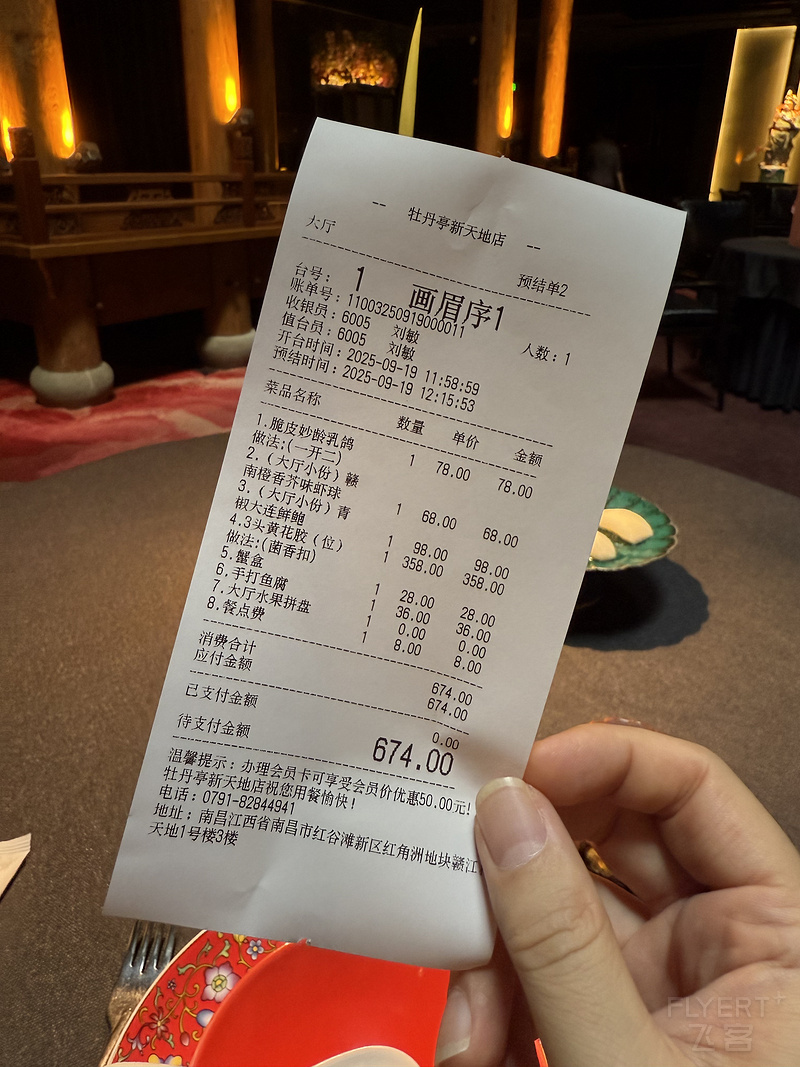 -- 牡丹亭新天地店 --
大厅 预结单2
台号： 1 画眉序1
账单号：11003250919000011
收银员：6005 刘敏 人数：1
值台员：6005 刘敏
开台时间：2025-09-19 11:58:59
预结时间：2025-09-19 12:15:53
菜品名称 数量 单价 金额
1.脆皮妙龄乳鸽 1 78.00 78.00
做法:(一开二)
2.（大厅小份）赣
南橙香芥味虾球 1 68.00 68.00
3.（大厅小份）青
椒大连鲜鲍 1 98.00 98.00
4.3头黄花胶（位） 1 358.00 358.00
做法:(菌香扣)
5.蟹盒 1 28.00 28.00
6.手打鱼腐 1 36.00 36.00
7.大厅水果拼盘 1 0.00 0.00
8.餐点费 1 8.00 8.00
消费合计 674.00
应付金额 674.00
已支付金额 0.00
待支付金额 674.00
温馨提示：办理会员卡可享受会员价优惠50.00元!
牡丹亭新天地店祝您用餐愉快！
电话：0791-82844941
地址：南昌江西省南昌市红谷滩新区红角洲地块赣江
天地1号楼3楼
FLYERT+
飞客